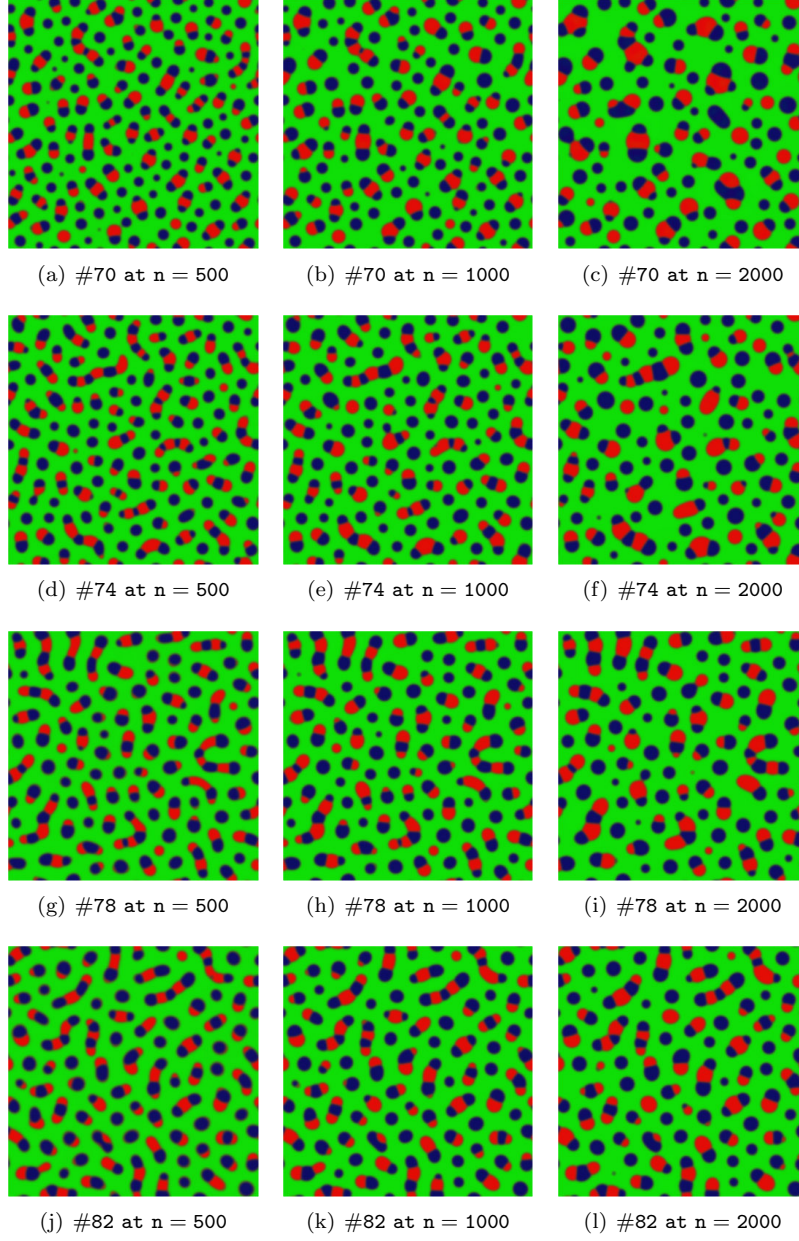 (a) #70 at n = 500
(b) #70 at n = 1000
(c) #70 at n = 2000
(d) #74 at n = 500
(e) #74 at n = 1000
(f) #74 at n = 2000
(g) #78 at n = 500
(h) #78 at n = 1000
(i) #78 at n = 2000
(j) #82 at n = 500
(k) #82 at n = 1000
(l) #82 at n = 2000